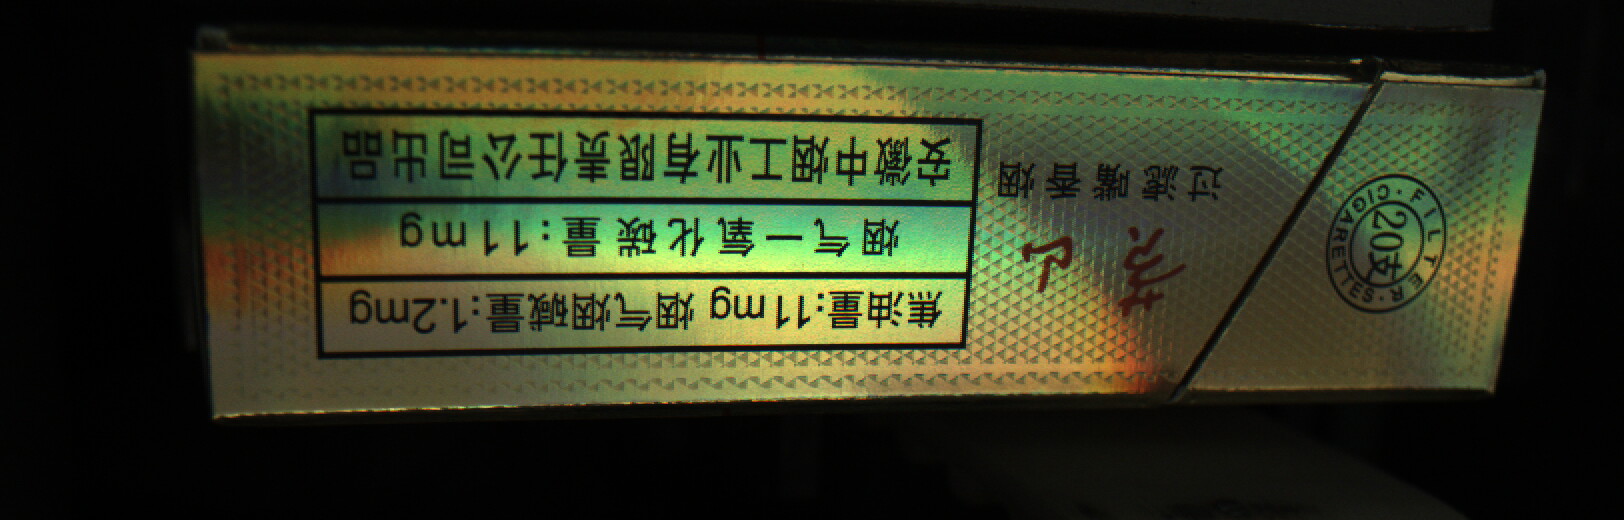 FILTER·CIGARETTES·
20支
黄山
过滤嘴香烟
焦油量:11mg 烟气烟碱量:1.2mg
烟气一氧化碳量:11mg
安徽中烟工业有限责任公司出品